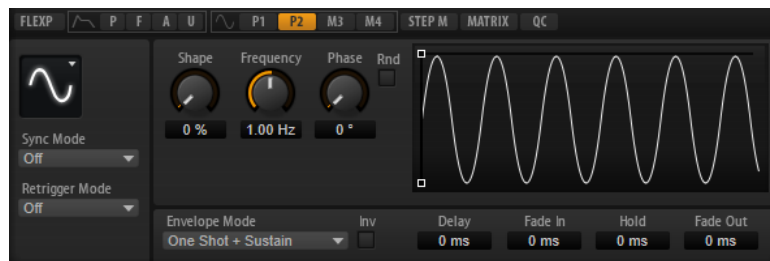 FLEXP P F A U P1 P2 M3 M4 STEP M MATRIX QC
Shape Frequency Phase Rnd
0 % 1.00 Hz 0 °
Sync Mode
Off
Retrigger Mode
Off
Envelope Mode Inv Delay Fade In Hold Fade Out
One Shot + Sustain 0 ms 0 ms 0 ms 0 ms